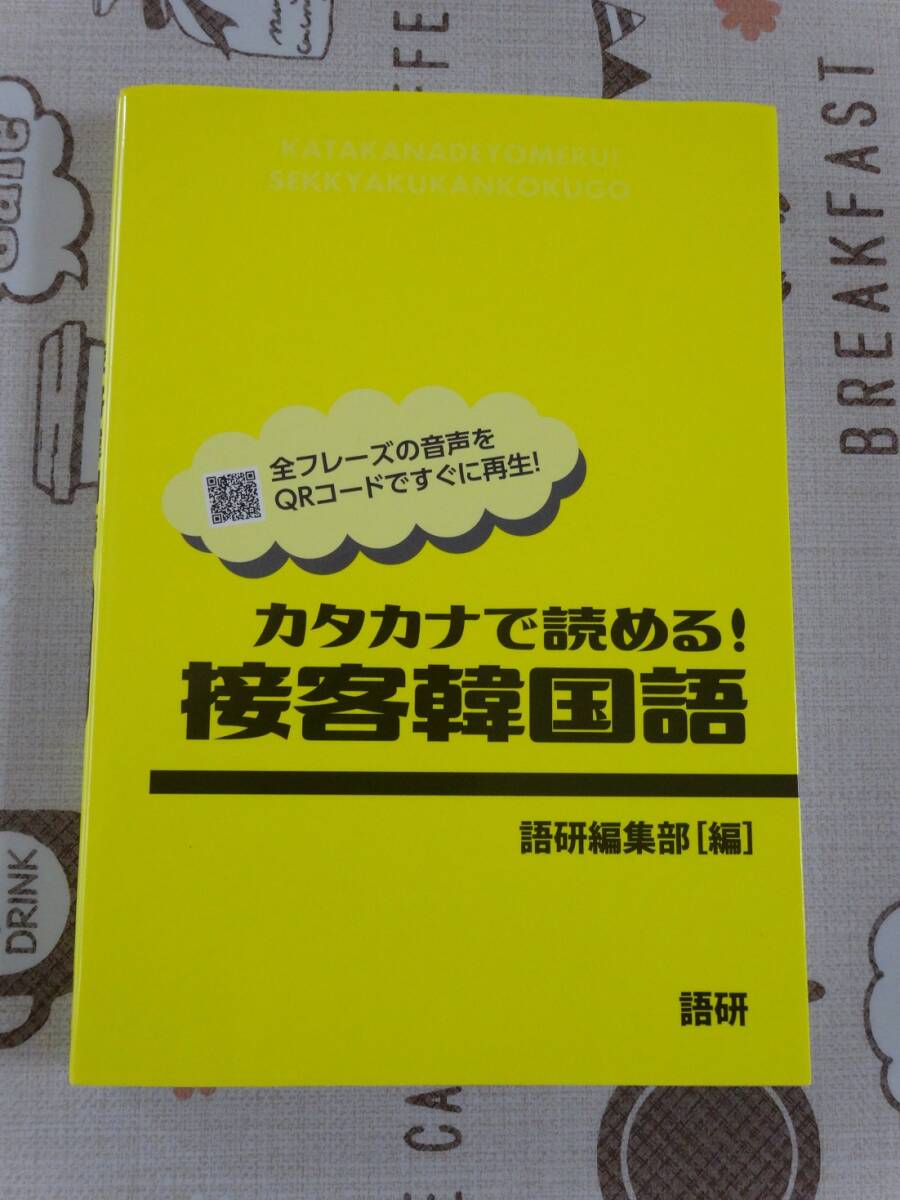 KATAKANADEYOMERU!
SEKKYAKUKANKOKUGO
全フレーズの音声を
QRコードですぐに再生!
カタカナで読める!
接客韓国語
語研編集部[編]
語研
BREAKFAST
DRINK